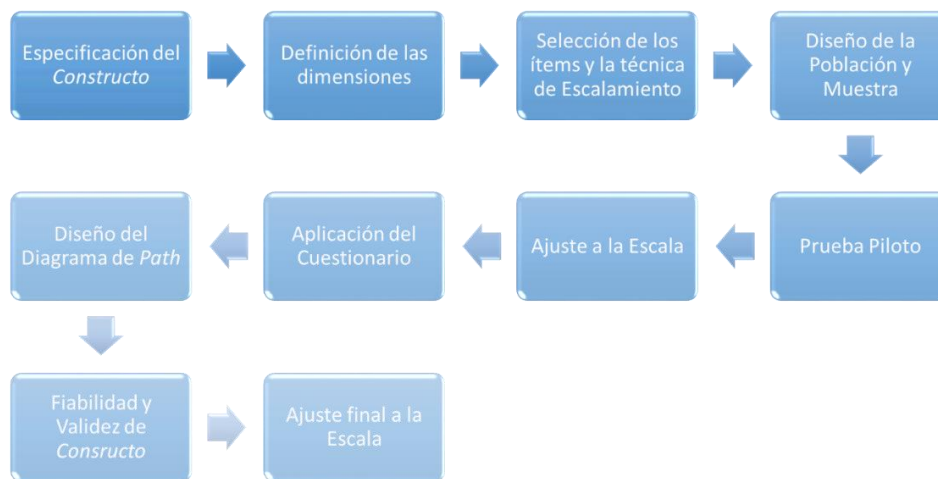 Especificación del
Constructo
Definición de las
dimensiones
Selección de los
ítems y la técnica
de Escalamiento
Diseño de la
Población y
Muestra
Prueba Piloto
Ajuste a la Escala
Aplicación del
Cuestionario
Diseño del
Diagrama de Path
Fiabilidad y
Validez de
Consructo
Ajuste final a la
Escala